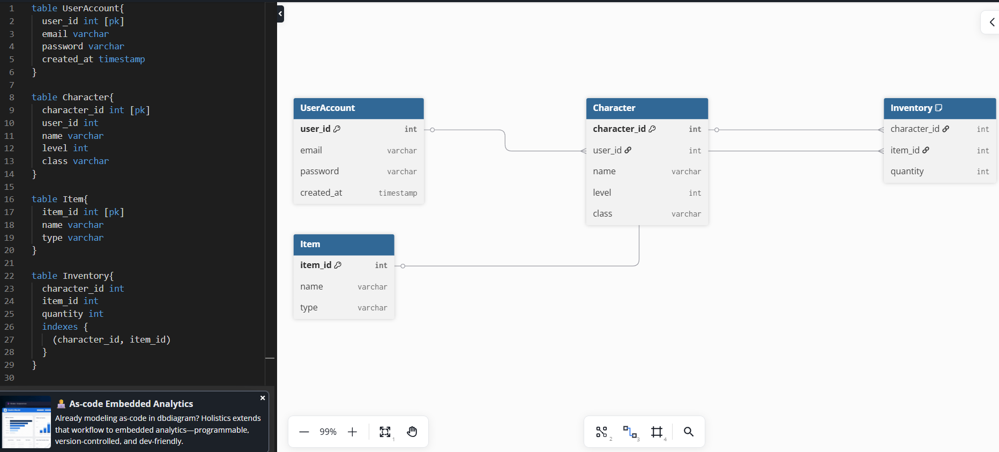 1 table UserAccount{
2 user_id int [pk]
3 email varchar
4 password varchar
5 created_at timestamp
6 }
7
8 table Character{
9 character_id int [pk]
10 user_id int
11 name varchar
12 level int
13 class varchar
14 }
15
16 table Item{
17 item_id int [pk]
18 name varchar
19 type varchar
20 }
21
22 table Inventory{
23 character_id int
24 item_id int
25 quantity int
26 indexes {
27 (character_id, item_id)
28 }
29 }
30
As-code Embedded Analytics
Already modeling as-code in dbdiagram? Holistics extends
that workflow to embedded analytics—programmable,
version-controlled, and dev-friendly.
UserAccount
user_id int
email varchar
password varchar
created_at timestamp
Character
character_id int
user_id int
name varchar
level int
class varchar
Inventory
character_id int
item_id int
quantity int
Item
item_id int
name varchar
type varchar
99%
1
2
3
4